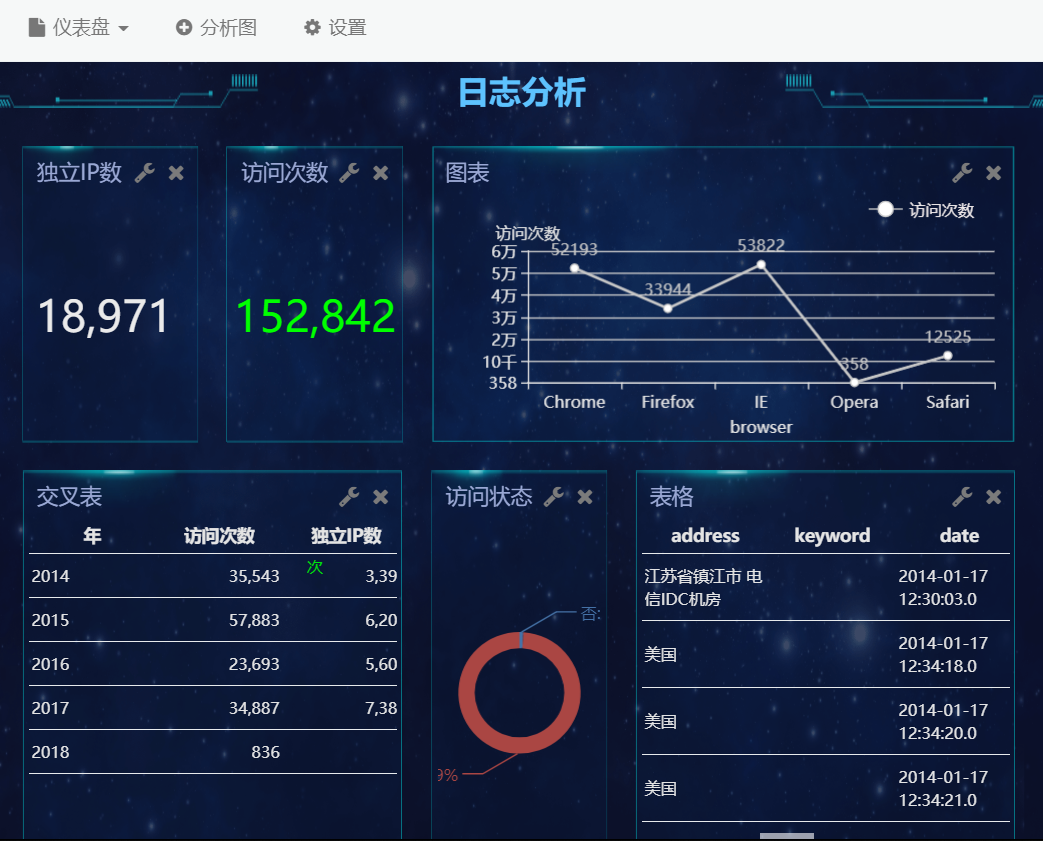 仪表盘 分析图 设置
日志分析
独立IP数
18,971
访问次数
152,842
次
图表
访问次数
访问次数
6万
5万
4万
3万
2万
10千
358
52193
33944
53822
358
12525
Chrome Firefox IE Opera Safari
browser
交叉表
年 访问次数 独立IP数
2014 35,543 3,39
2015 57,883 6,20
2016 23,693 5,60
2017 34,887 7,38
2018 836
访问状态
否:
9%
表格
address keyword date
江苏省镇江市 电 2014-01-17
信IDC机房 12:30:03.0
美国 2014-01-17
12:34:18.0
美国 2014-01-17
12:34:20.0
美国 2014-01-17
12:34:21.0